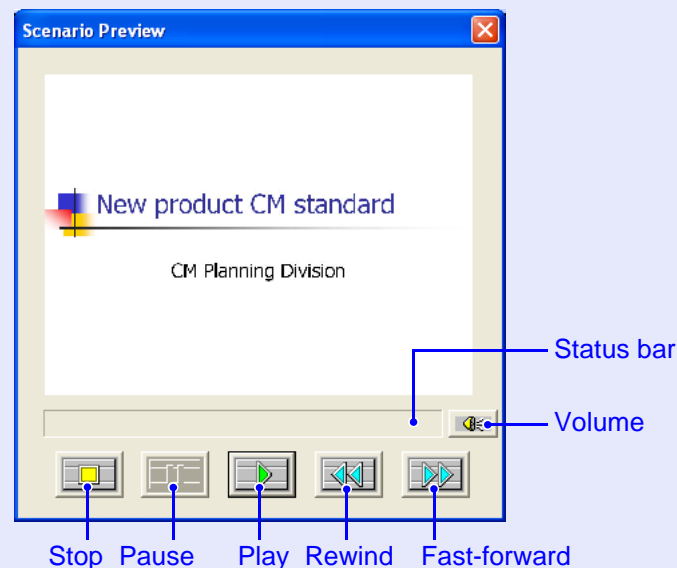 Scenario Preview
New product CM standard
CM Planning Division
Status bar
Volume
Stop Pause Play Rewind Fast-forward